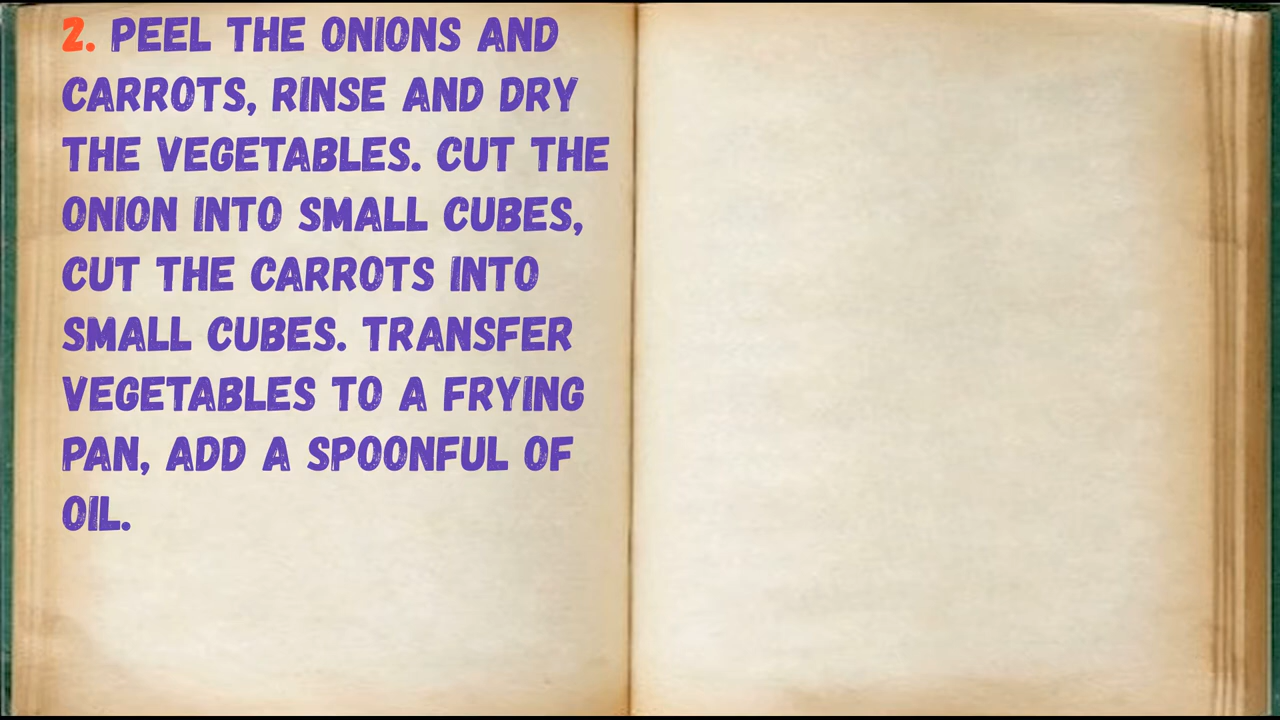 2. PEEL THE ONIONS AND
CARROTS, RINSE AND DRY
THE VEGETABLES. CUT THE
ONION INTO SMALL CUBES,
CUT THE CARROTS INTO
SMALL CUBES. TRANSFER
VEGETABLES TO A FRYING
PAN, ADD A SPOONFUL OF
OIL.